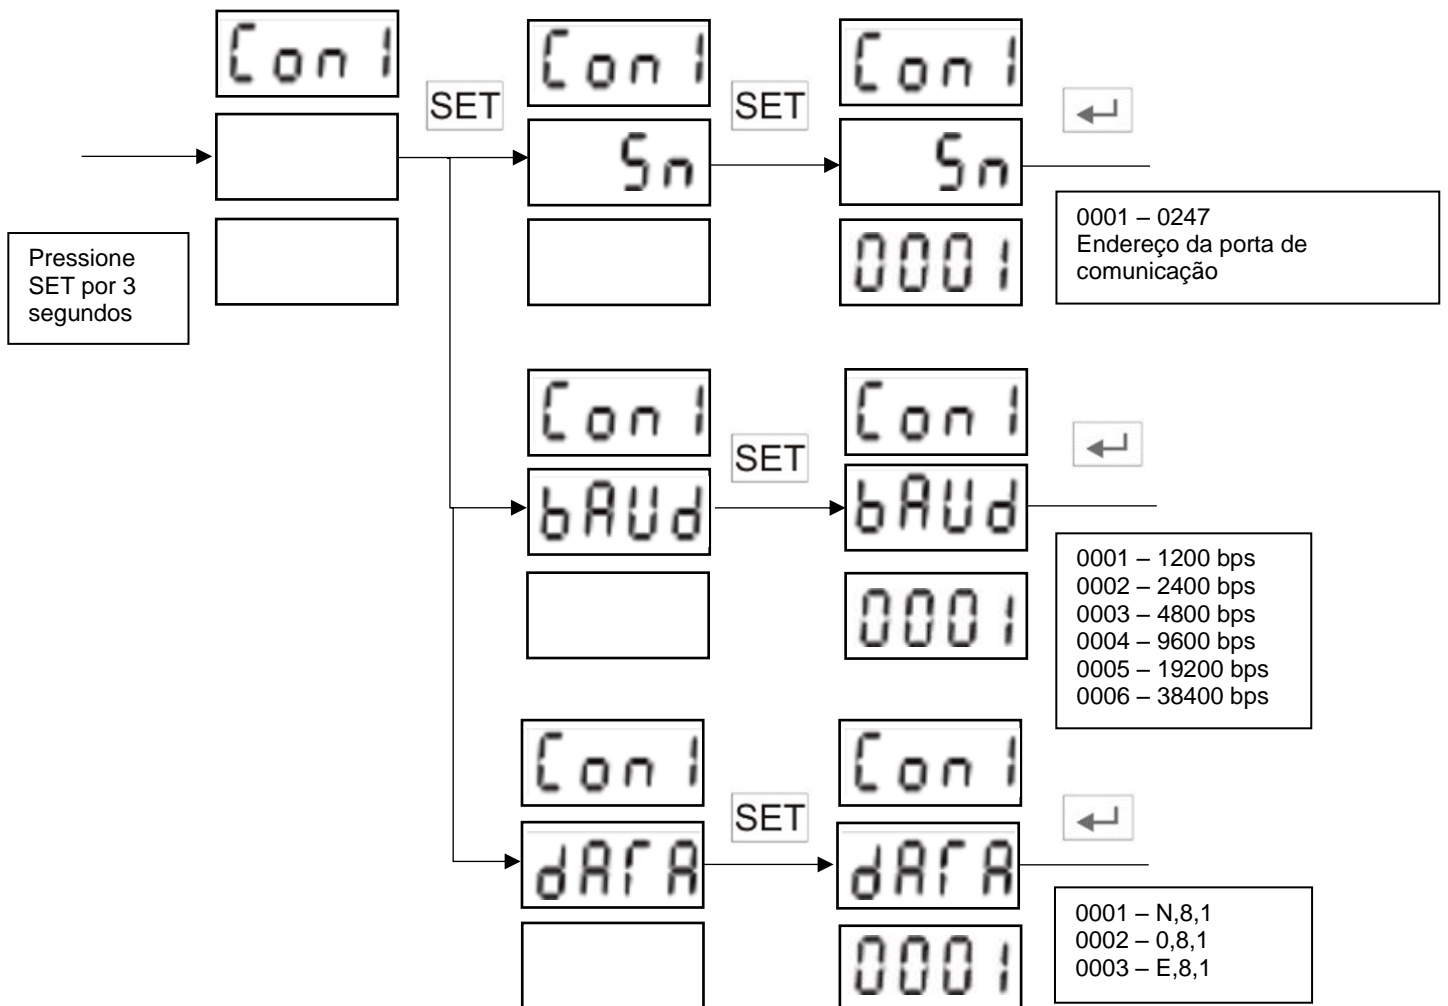 Con1
Con1
Con1
SET
SET
Sn
Sn
Pressione
SET por 3
segundos
0001
0001 – 0247
Endereço da porta de
comunicação
Con1
Con1
SET
bAUd
bAUd
0001
0001 – 1200 bps
0002 – 2400 bps
0003 – 4800 bps
0004 – 9600 bps
0005 – 19200 bps
0006 – 38400 bps
Con1
Con1
SET
dATA
dATA
0001
0001 – N,8,1
0002 – 0,8,1
0003 – E,8,1